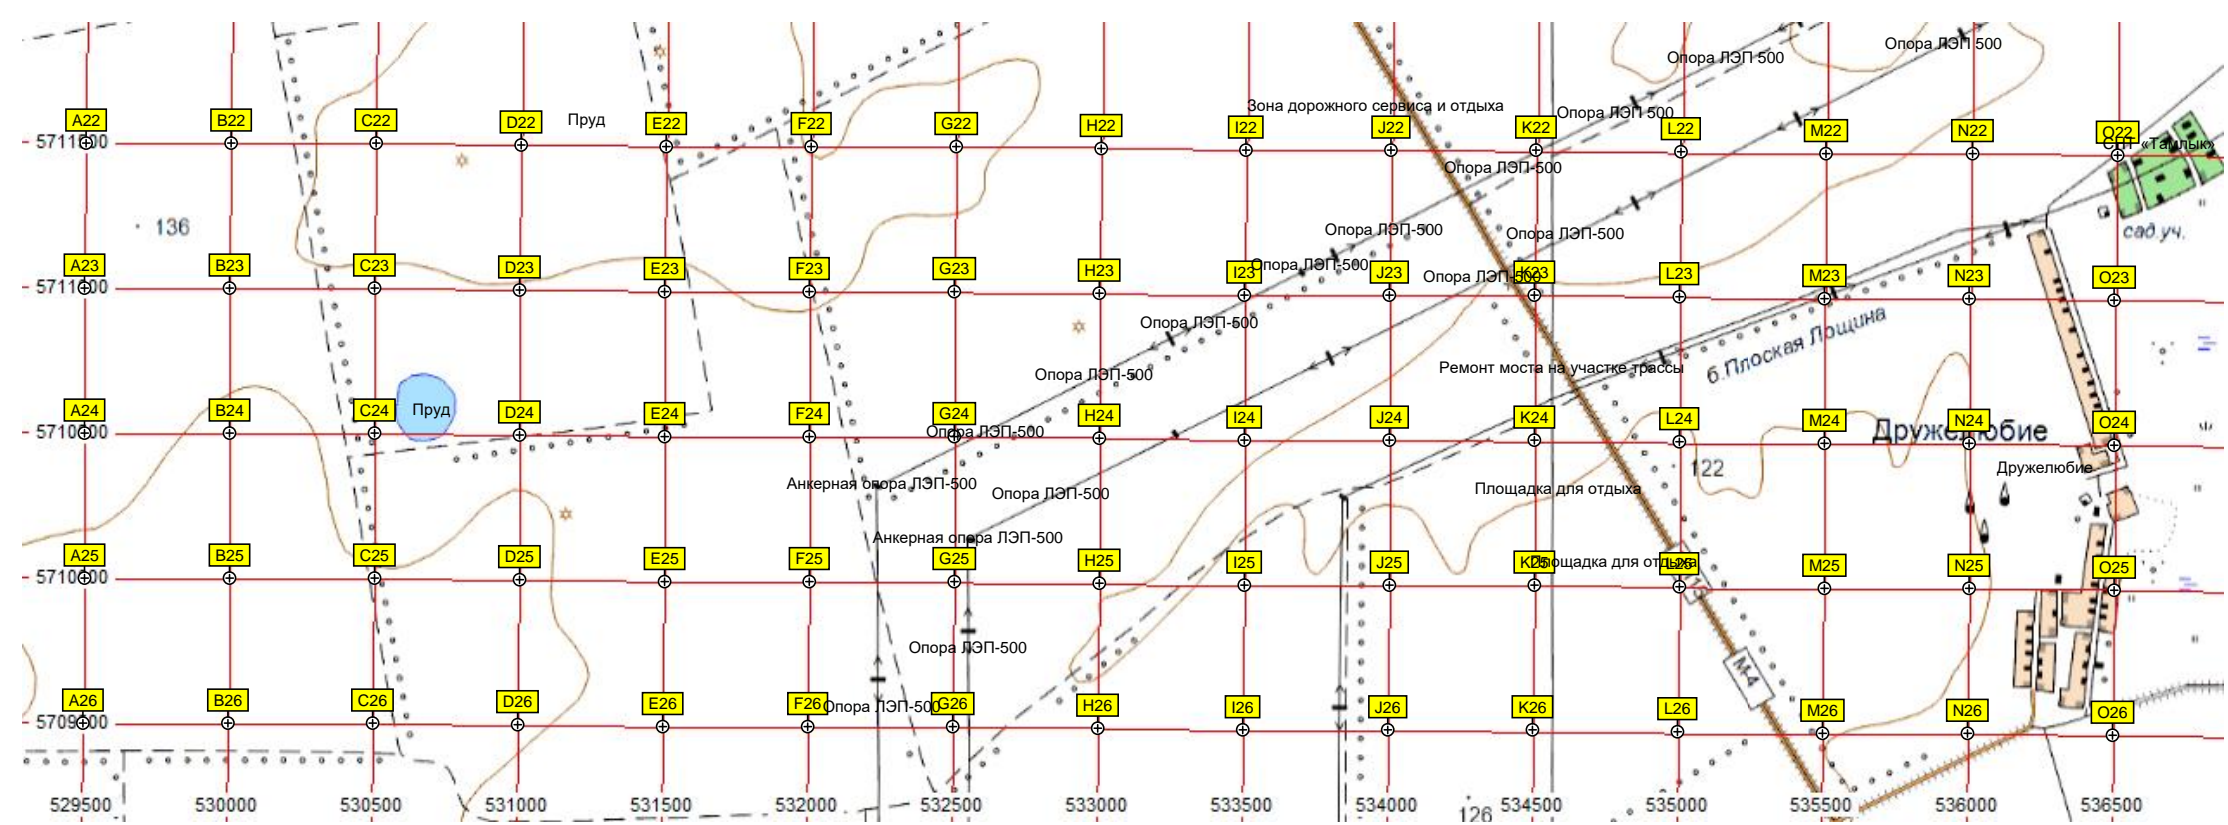 Опора ЛЭП 500
Опора ЛЭП 500
Зона дорожного сервиса и отдыха
Опора ЛЭП 500
A22 B22 C22 D22 Пруд E22 F22 G22 H22 I22 J22 K22 L22 M22 N22 O22
СНТ «Тамлык»
Опора ЛЭП-500
136
Опора ЛЭП-500
Опора ЛЭП-500
сад.уч.
Опора ЛЭП-500
Опора ЛЭП-500
A23 B23 C23 D23 E23 F23 G23 H23 I23 J23 K23 L23 M23 N23 O23
Опора ЛЭП-500
б.Плоская Лощина
Ремонт моста на участке трассы
Опора ЛЭП-500
A24 B24 C24 Пруд D24 E24 F24 G24 H24 I24 J24 K24 L24 M24 N24 O24
Опора ЛЭП-500
Дружелюбие
122
Дружелюбие
Анкерная опора ЛЭП-500
Опора ЛЭП-500
Площадка для отдыха
Анкерная опора ЛЭП-500
A25 B25 C25 D25 E25 F25 G25 H25 I25 J25 K25 L25 M25 N25 O25
Площадка для отдыха
Опора ЛЭП-500
М-4
A26 B26 C26 D26 E26 F26 G26 H26 I26 J26 K26 L26 M26 N26 O26
Опора ЛЭП-500
529500 530000 530500 531000 531500 532000 532500 533000 533500 534000 534500 535000 535500 536000 536500
126